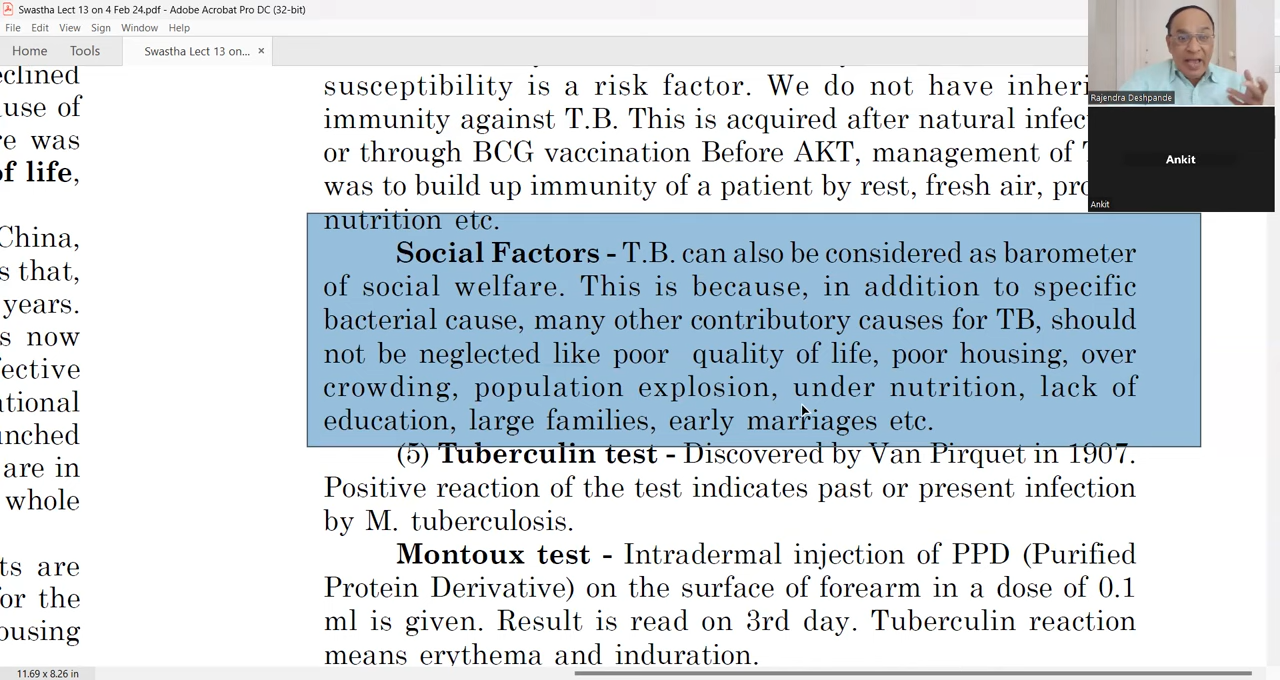 Swastha Lect 13 on 4 Feb 24.pdf - Adobe Acrobat Pro DC (32-bit)
File Edit View Sign Window Help
Home Tools Swastha Lect 13 on... ×
eclined
use of
re was
of life,
China,
s that,
years.
s now
ective
ational
unched
are in
whole
ts are
for the
ousing
susceptibility is a risk factor. We do not have inheri
immunity against T.B. This is acquired after natural infec
or through BCG vaccination Before AKT, management of
was to build up immunity of a patient by rest, fresh air, pro
nutrition etc.
Social Factors - T.B. can also be considered as barometer
of social welfare. This is because, in addition to specific
bacterial cause, many other contributory causes for TB, should
not be neglected like poor quality of life, poor housing, over
crowding, population explosion, under nutrition, lack of
education, large families, early marriages etc.
(5) Tuberculin test - Discovered by Van Pirquet in 1907.
Positive reaction of the test indicates past or present infection
by M. tuberculosis.
Montoux test - Intradermal injection of PPD (Purified
Protein Derivative) on the surface of forearm in a dose of 0.1
ml is given. Result is read on 3rd day. Tuberculin reaction
means erythema and induration.
Rajendra Deshpande
Ankit
Ankit
11.69 x 8.26 in